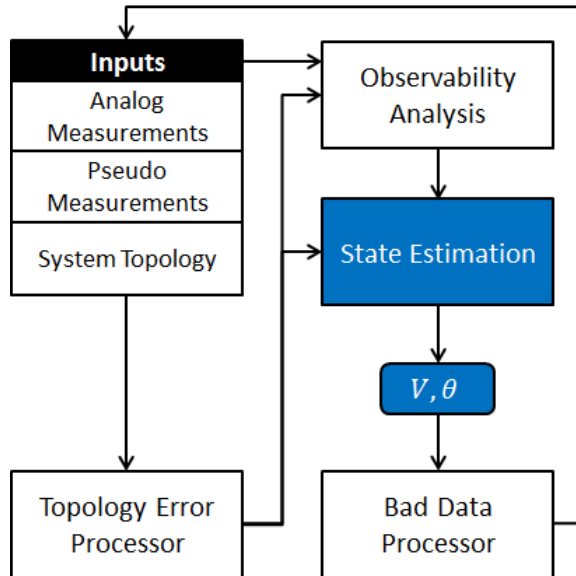 Inputs
Analog
Measurements
Pseudo
Measurements
System Topology
Topology Error
Processor
Observability
Analysis
State Estimation
V, θ
Bad Data
Processor